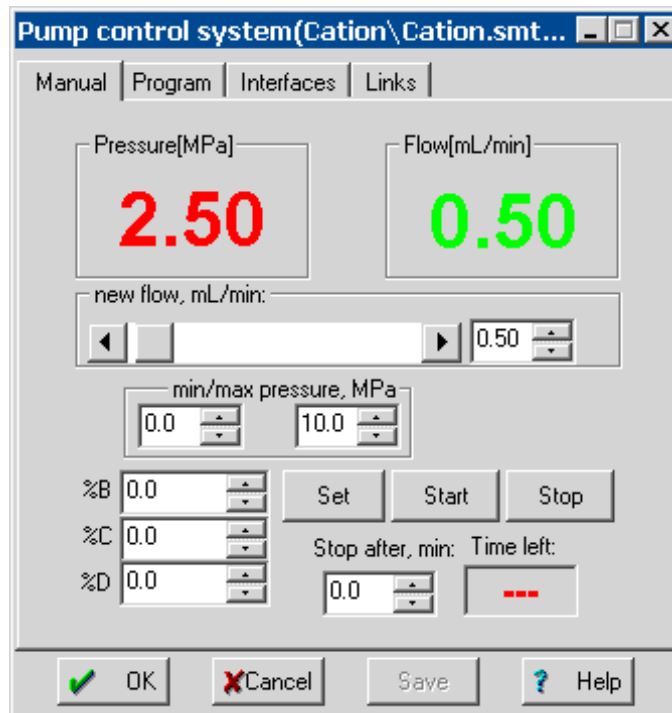 Pump control system(Cation\Cation.smt...
Manual Program Interfaces Links
Pressure[MPa] Flow[mL/min]
2.50 0.50
new flow, mL/min:
0.50
min/max pressure, MPa
0.0 10.0
%B 0.0 Set Start Stop
%C 0.0
Stop after, min: Time left:
%D 0.0
0.0 ---
OK Cancel Save ? Help